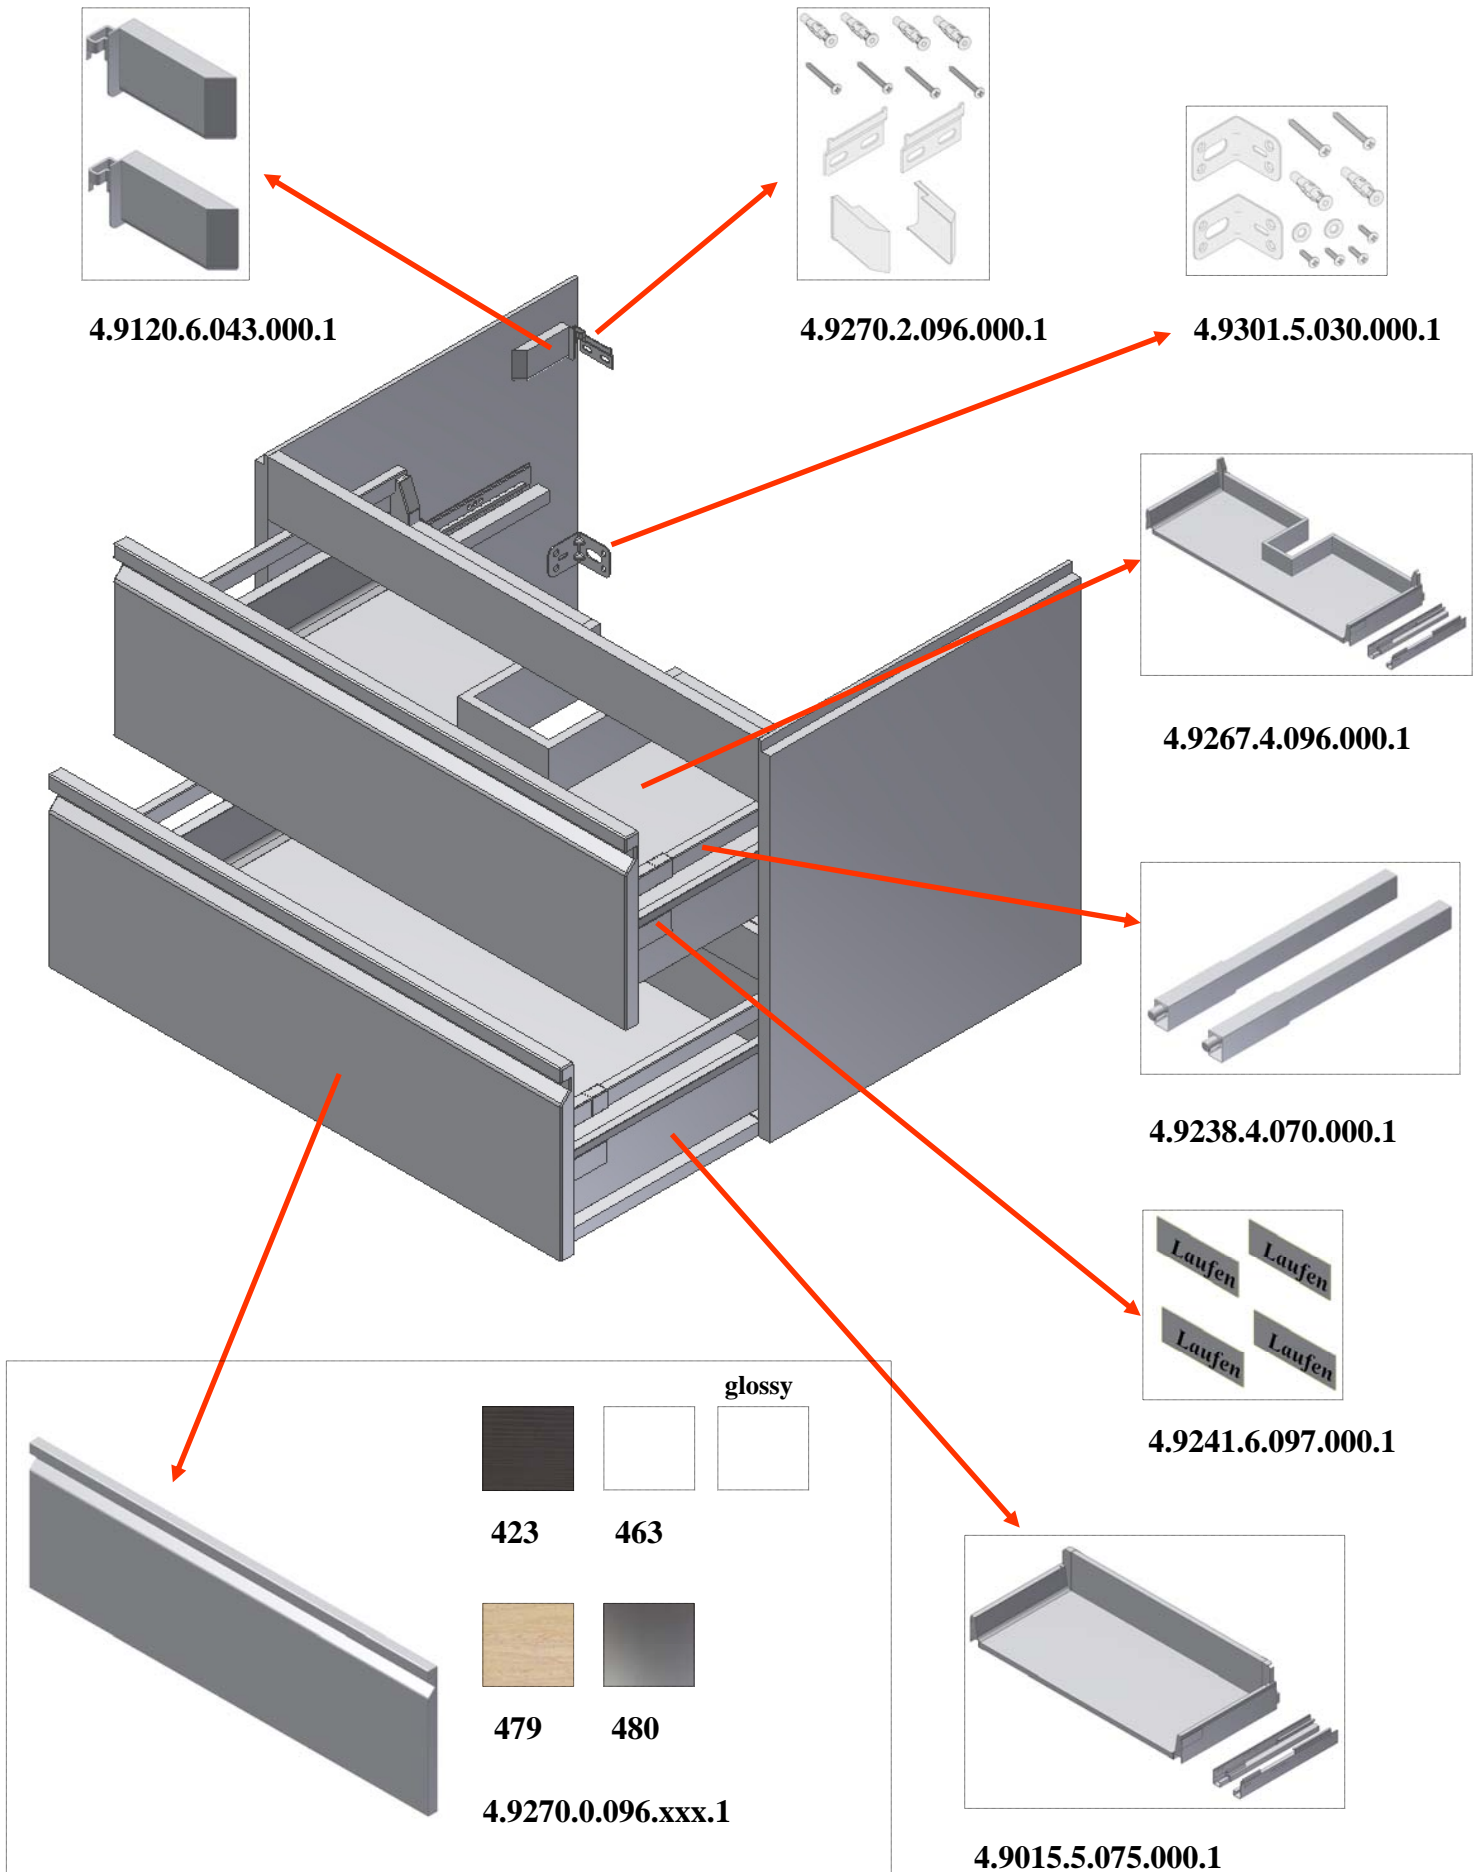 4.9120.6.043.000.1
4.9270.2.096.000.1
4.9301.5.030.000.1
4.9267.4.096.000.1
4.9238.4.070.000.1
Laufen
Laufen
Laufen
Laufen
4.9241.6.097.000.1
glossy
423
463
479
480
4.9270.0.096.xxx.1
4.9015.5.075.000.1